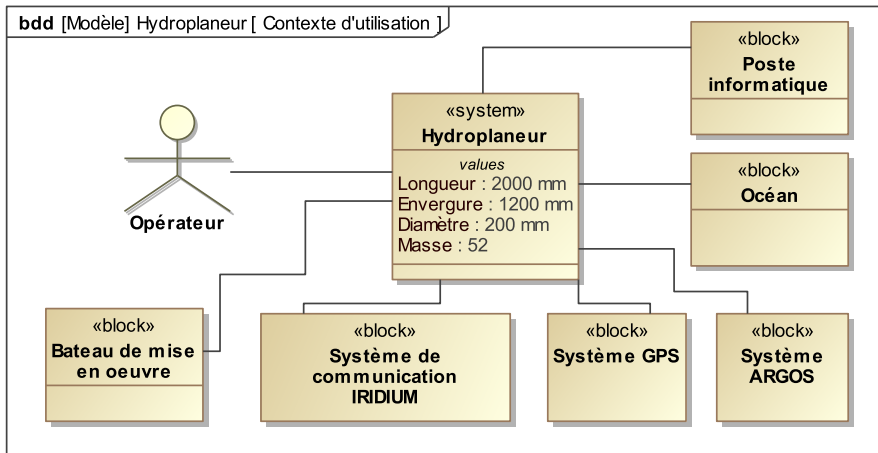 bdd [Modèle] Hydroplaneur [ Contexte d'utilisation ]
«block»
Poste
informatique
«system»
Hydroplaneur
values
Longueur : 2000 mm
Envergure : 1200 mm
Diamètre : 200 mm
Masse : 52
«block»
Océan
Opérateur
«block»
Bateau de mise
en oeuvre
«block»
Système de
communication
IRIDIUM
«block»
Système GPS
«block»
Système
ARGOS